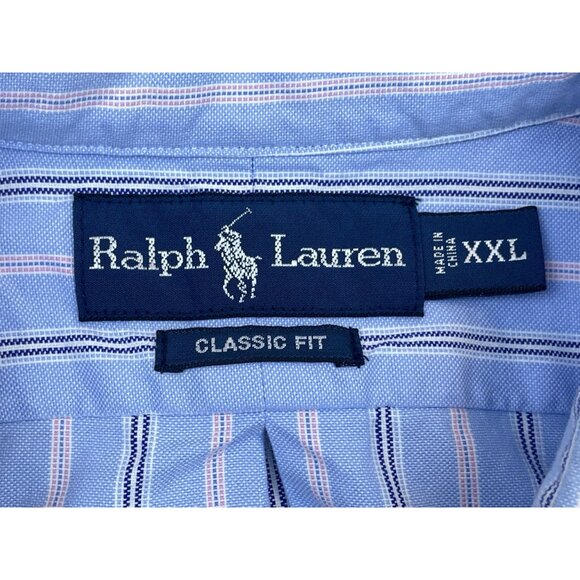 Ralph Lauren
MADE IN
CHINA
XXL
CLASSIC FIT